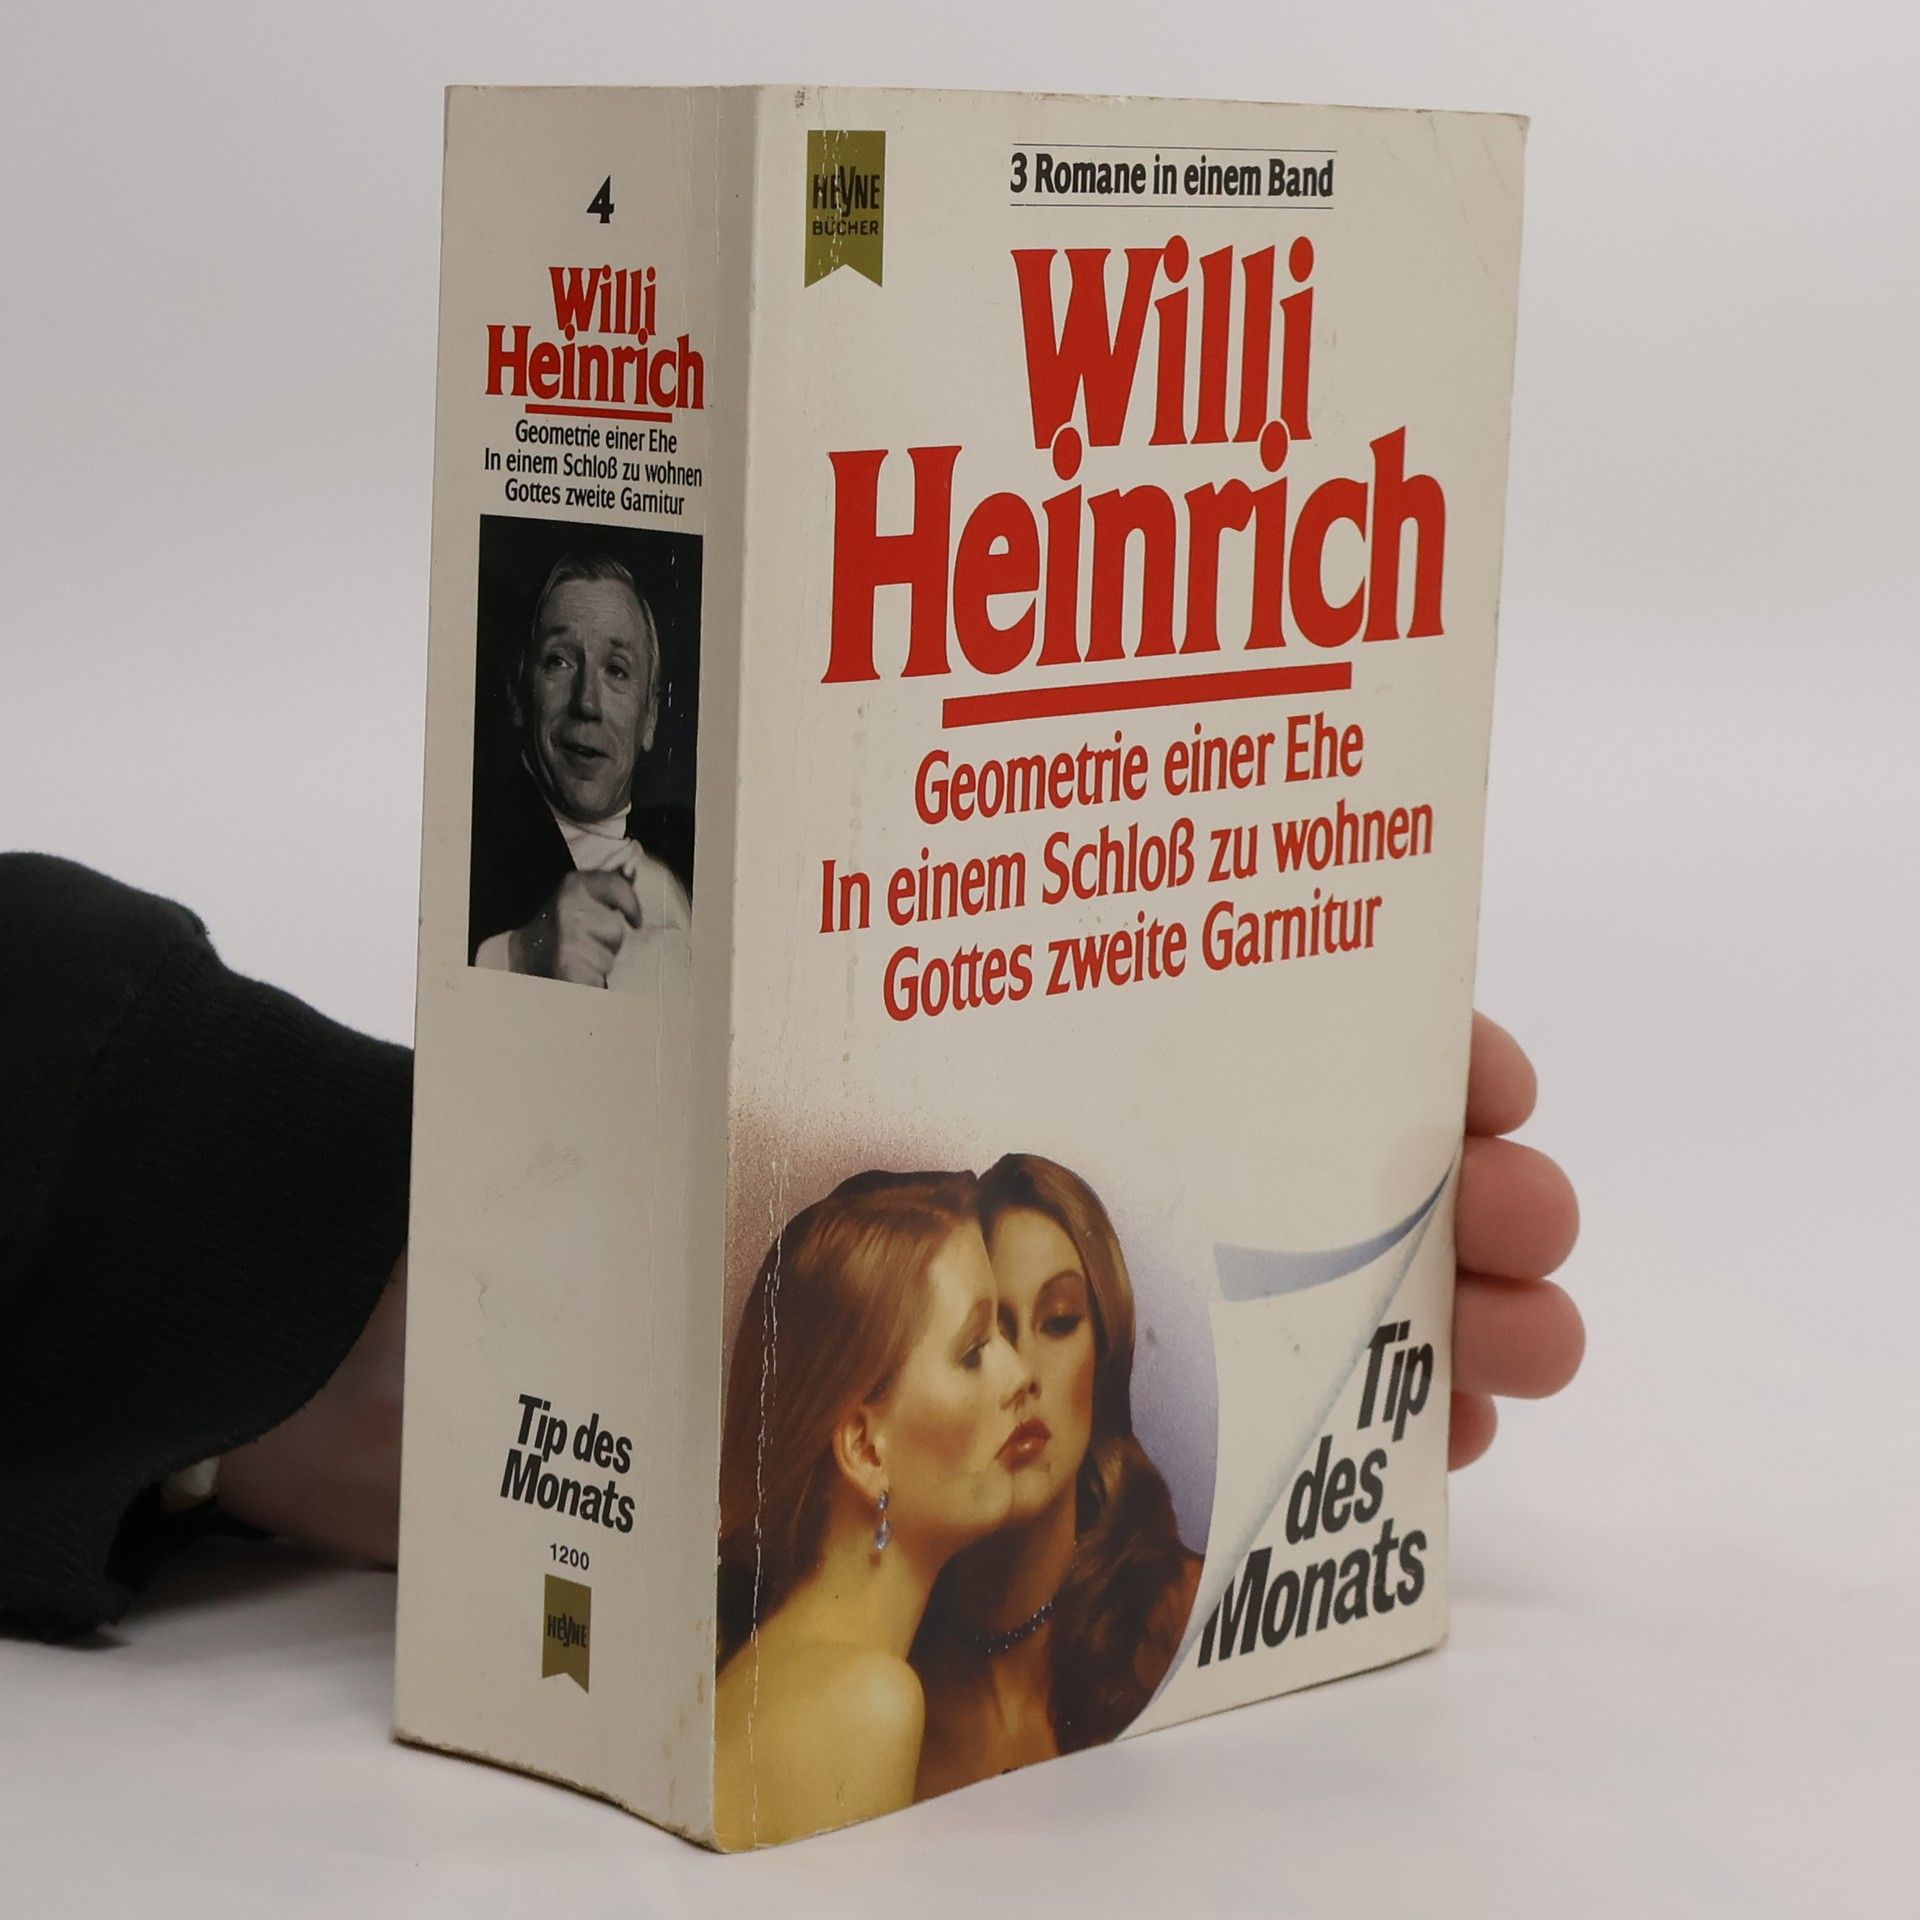 4
Willi
Heinrich
Geometrie einer Ehe
In einem Schloß zu wohnen
Gottes zweite Garnitur
Tip des
Monats
1200
HEYNE
HEYNE
BÜCHER
3 Romane in einem Band
Willi
Heinrich
Geometrie einer Ehe
In einem Schloß zu wohnen
Gottes zweite Garnitur
Tip
des
Monats